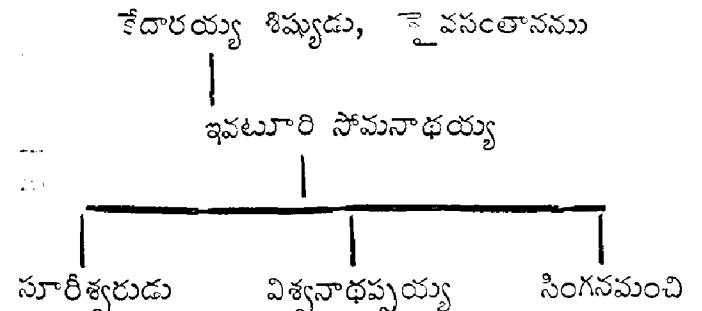 కేదారయ్య శిష్యుడు, శైవసంతానము
ఇవటూరి సోమనాథయ్య
సూరీశ్వరుడు విశ్వనాథప్పయ్య సింగనమంచి